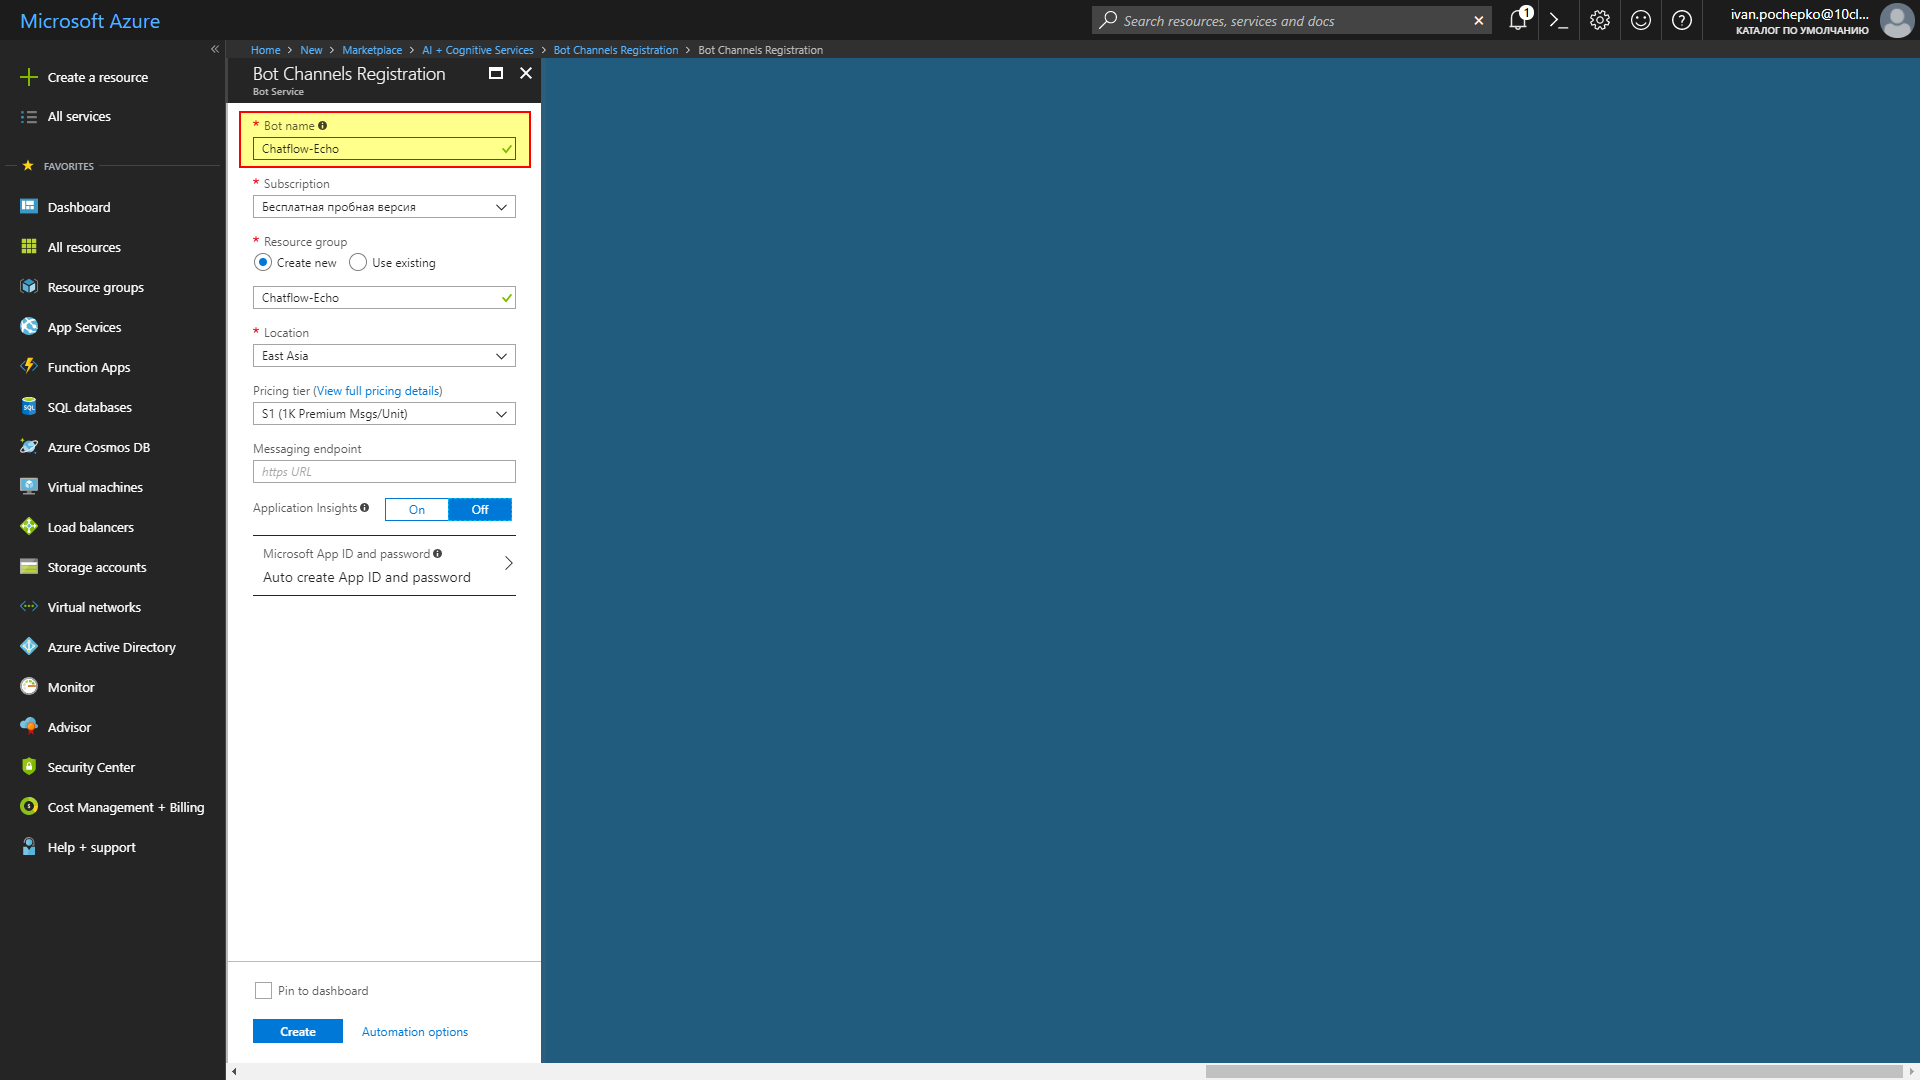 Microsoft Azure
Search resources, services and docs
1
ivan.pochepko@10cl...
КАТАЛОГ ПО УМОЛЧАНИЮ
Home > New > Marketplace > AI + Cognitive Services > Bot Channels Registration > Bot Channels Registration
Create a resource
All services
FAVORITES
Dashboard
All resources
Resource groups
App Services
Function Apps
SQL databases
Azure Cosmos DB
Virtual machines
Load balancers
Storage accounts
Virtual networks
Azure Active Directory
Monitor
Advisor
Security Center
Cost Management + Billing
Help + support
Bot Channels Registration
Bot Service
* Bot name
Chatflow-Echo
* Subscription
Бесплатная пробная версия
* Resource group
Create new Use existing
Chatflow-Echo
* Location
East Asia
Pricing tier (View full pricing details)
S1 (1K Premium Msgs/Unit)
Messaging endpoint
https URL
Application Insights On Off
Microsoft App ID and password
Auto create App ID and password
Pin to dashboard
Create Automation options